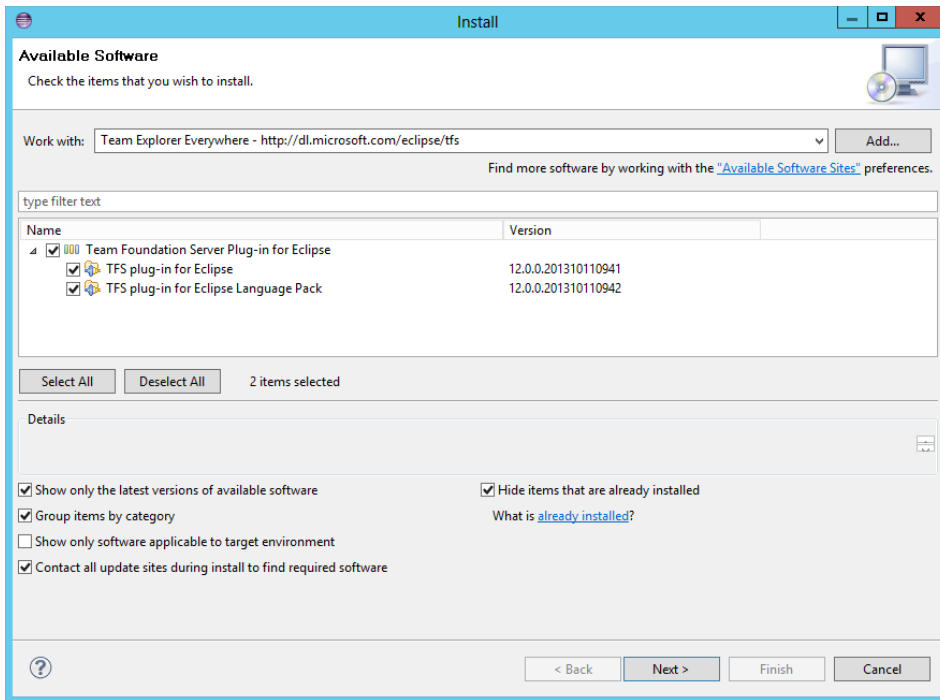 Install
Available Software
Check the items that you wish to install.
Work with: Team Explorer Everywhere - http://dl.microsoft.com/eclipse/tfs Add...
Find more software by working with the "Available Software Sites" preferences.
type filter text
Name Version
Team Foundation Server Plug-in for Eclipse
TFS plug-in for Eclipse 12.0.0.201310110941
TFS plug-in for Eclipse Language Pack 12.0.0.201310110942
Select All Deselect All 2 items selected
Details
Show only the latest versions of available software Hide items that are already installed
Group items by category What is already installed?
Show only software applicable to target environment
Contact all update sites during install to find required software
? < Back Next > Finish Cancel